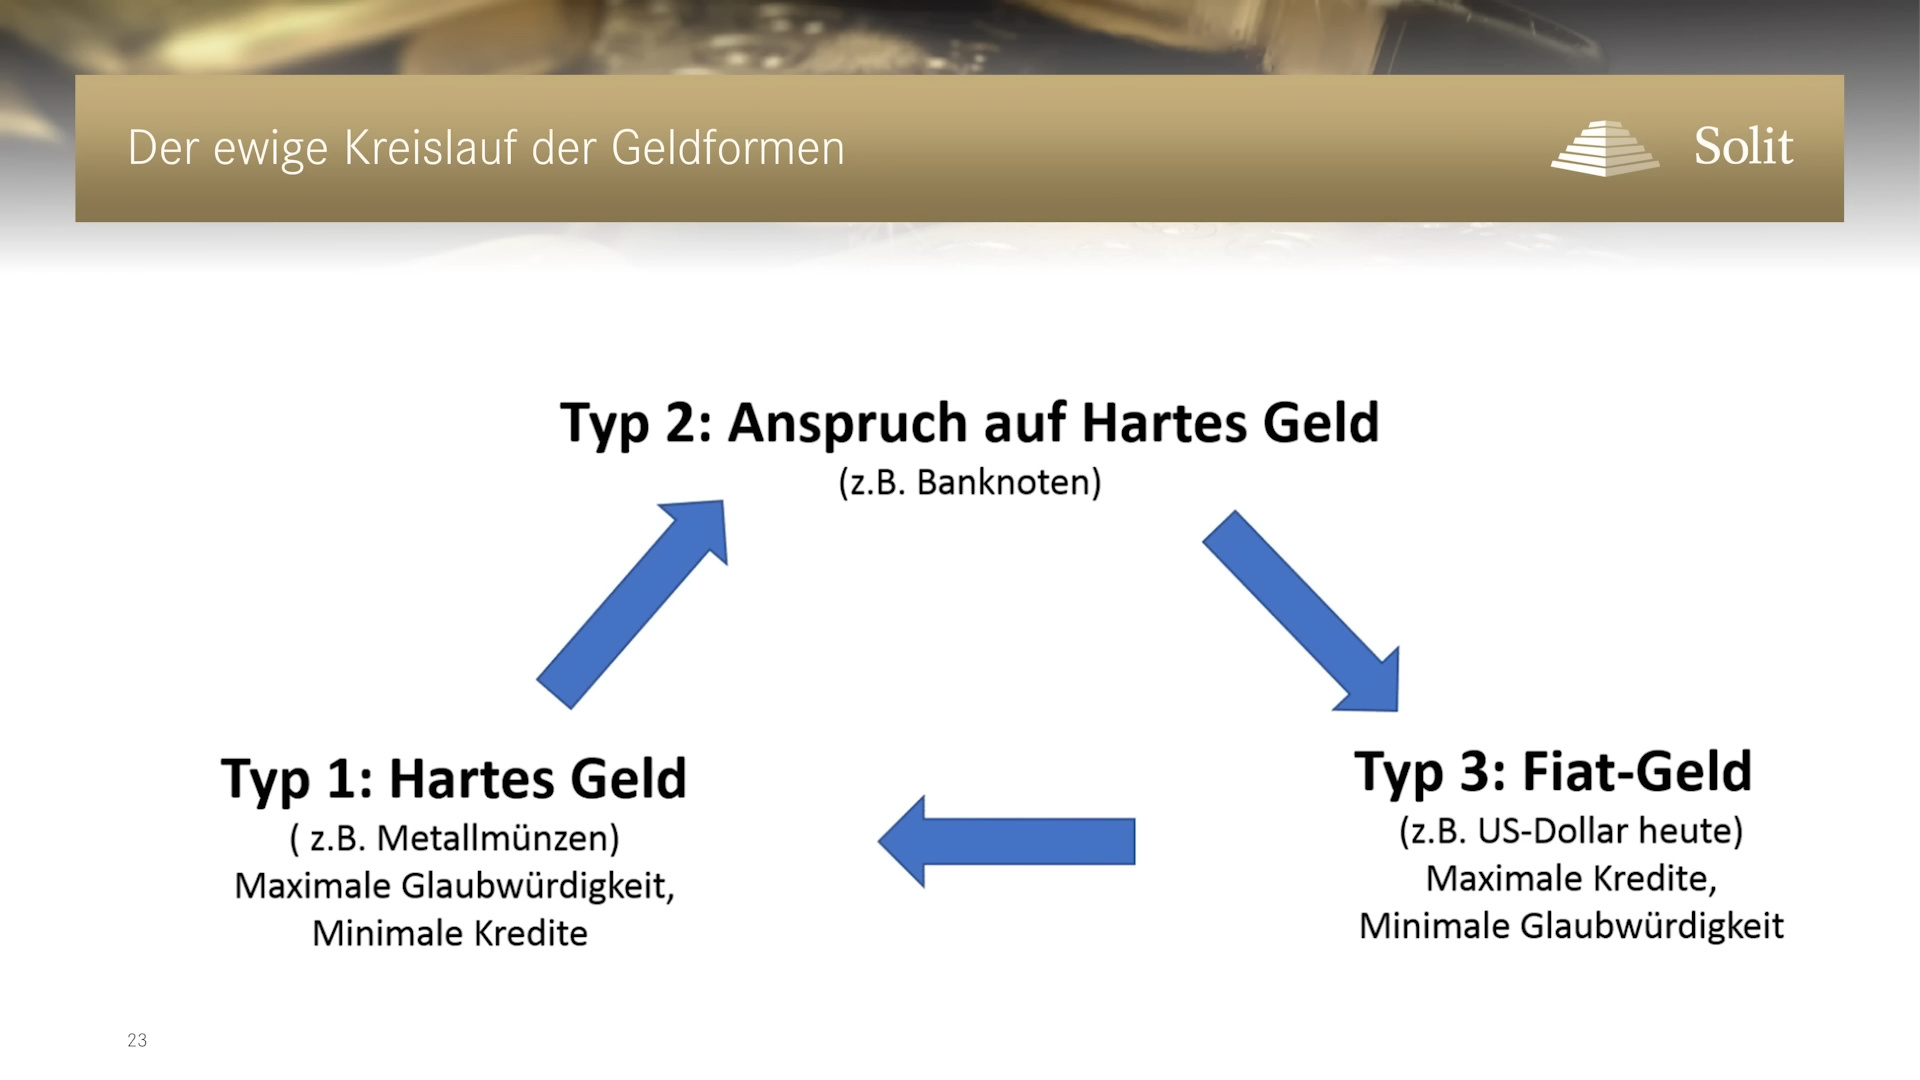 Der ewige Kreislauf der Geldformen
Solit
Typ 2: Anspruch auf Hartes Geld
(z.B. Banknoten)
Typ 1: Hartes Geld
( z.B. Metallmünzen)
Maximale Glaubwürdigkeit,
Minimale Kredite
Typ 3: Fiat-Geld
(z.B. US-Dollar heute)
Maximale Kredite,
Minimale Glaubwürdigkeit
23